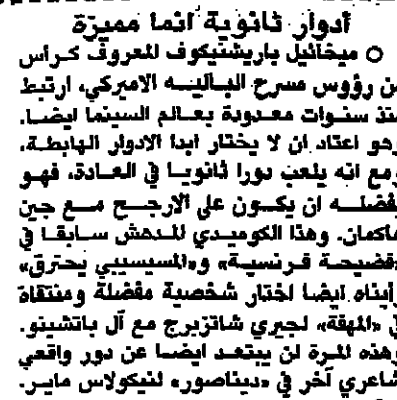 أدوار ثانوية انما مميزة
○ ميخائيل باريشنيكوف المعروف كرأس
من رؤوس مسرح الباليه الاميركي، ارتبط
منذ سنوات معدودة بعالم السينما ايضا.
وهو اعتاد ان لا يختار ابدا الادوار الهابطة،
ومع انه يلعب دورا ثانويا في العادة، فهو
يفضله ان يكون على الارجح مع جين
هاكمان. وهذا الكوميدي المدهش سابقا في
«فضيحة فرنسية» و«المسيسيبي يحترق»
رأيناه ايضا اختار شخصية مفضلة ومنتقاة
في «المهقة» لجيري شاتزبرج مع آل باتشينو.
وهذه المرة لن يبتعد ايضا عن دور واقعي
شاعري آخر في «ديناصور» لنيكولاس ماير.